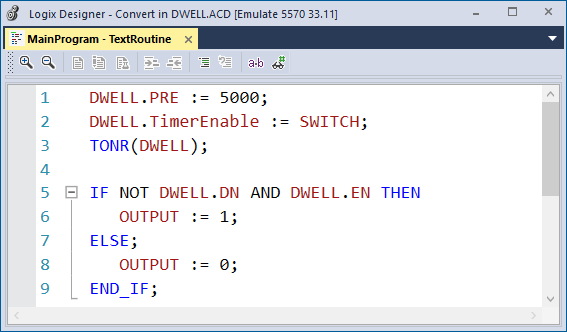 Logix Designer - Convert in DWELL.ACD [Emulate 5570 33.11]
MainProgram - TextRoutine
a·b
1 DWELL.PRE := 5000;
2 DWELL.TimerEnable := SWITCH;
3 TONR(DWELL);
4
5 IF NOT DWELL.DN AND DWELL.EN THEN
6 OUTPUT := 1;
7 ELSE;
8 OUTPUT := 0;
9 END_IF;